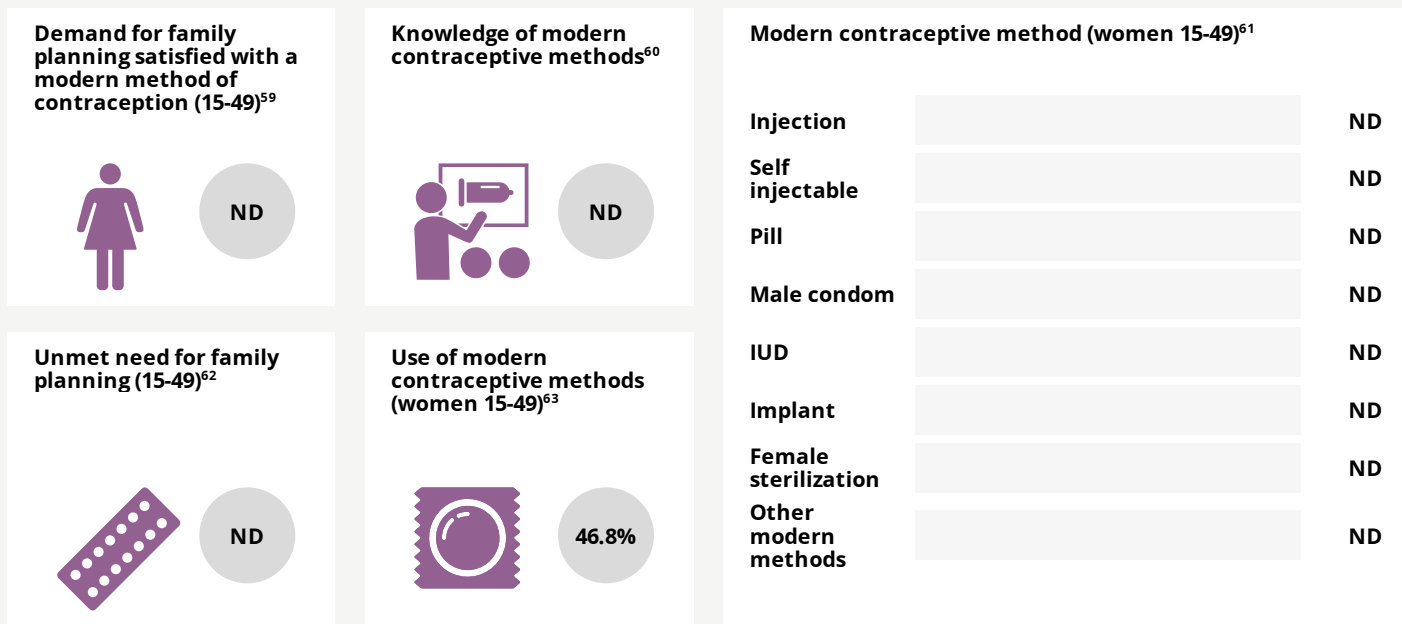 Demand for family
planning satisfied with a
modern method of
contraception (15-49)59
ND
Knowledge of modern
contraceptive methods60
ND
Unmet need for family
planning (15-49)62
ND
Use of modern
contraceptive methods
(women 15-49)63
46.8%
Modern contraceptive method (women 15-49)61
Injection ND
Self
injectable ND
Pill ND
Male condom ND
IUD ND
Implant ND
Female
sterilization ND
Other
modern ND
methods